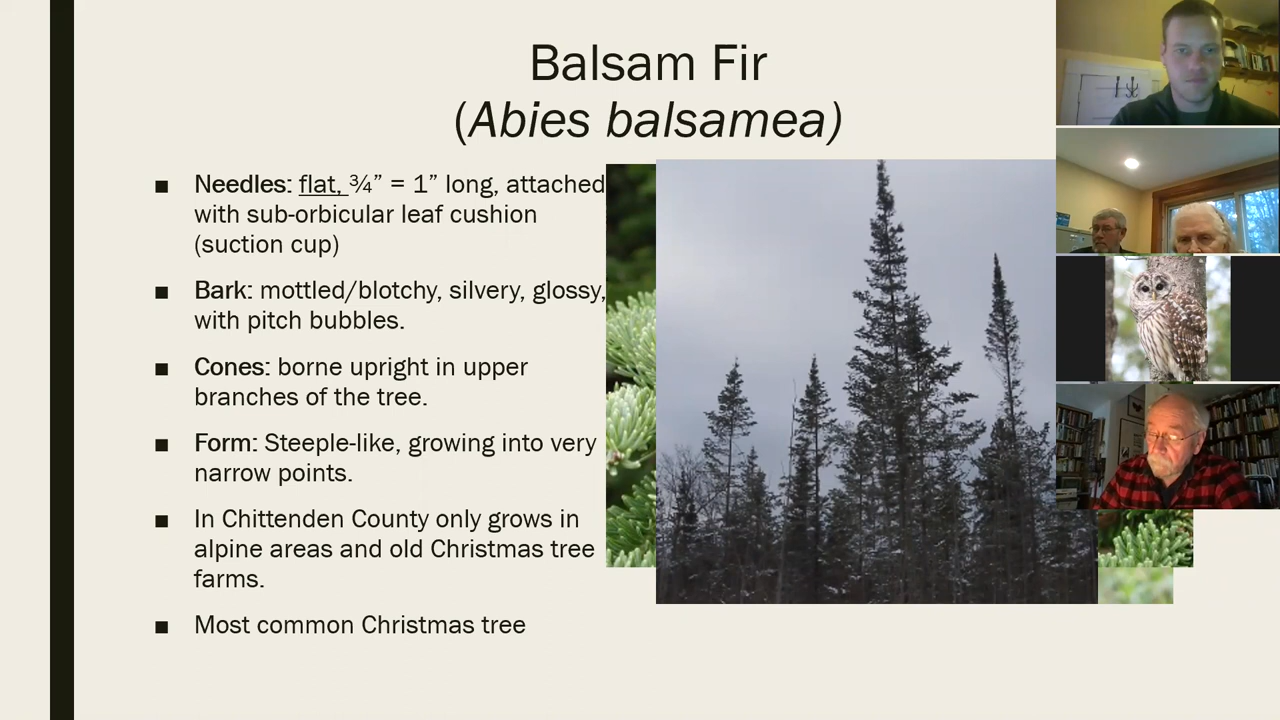 Balsam Fir
(Abies balsamea)
■ Needles: flat, ¾” = 1” long, attached
with sub-orbicular leaf cushion
(suction cup)
■ Bark: mottled/blotchy, silvery, glossy,
with pitch bubbles.
■ Cones: borne upright in upper
branches of the tree.
■ Form: Steeple-like, growing into very
narrow points.
■ In Chittenden County only grows in
alpine areas and old Christmas tree
farms.
■ Most common Christmas tree